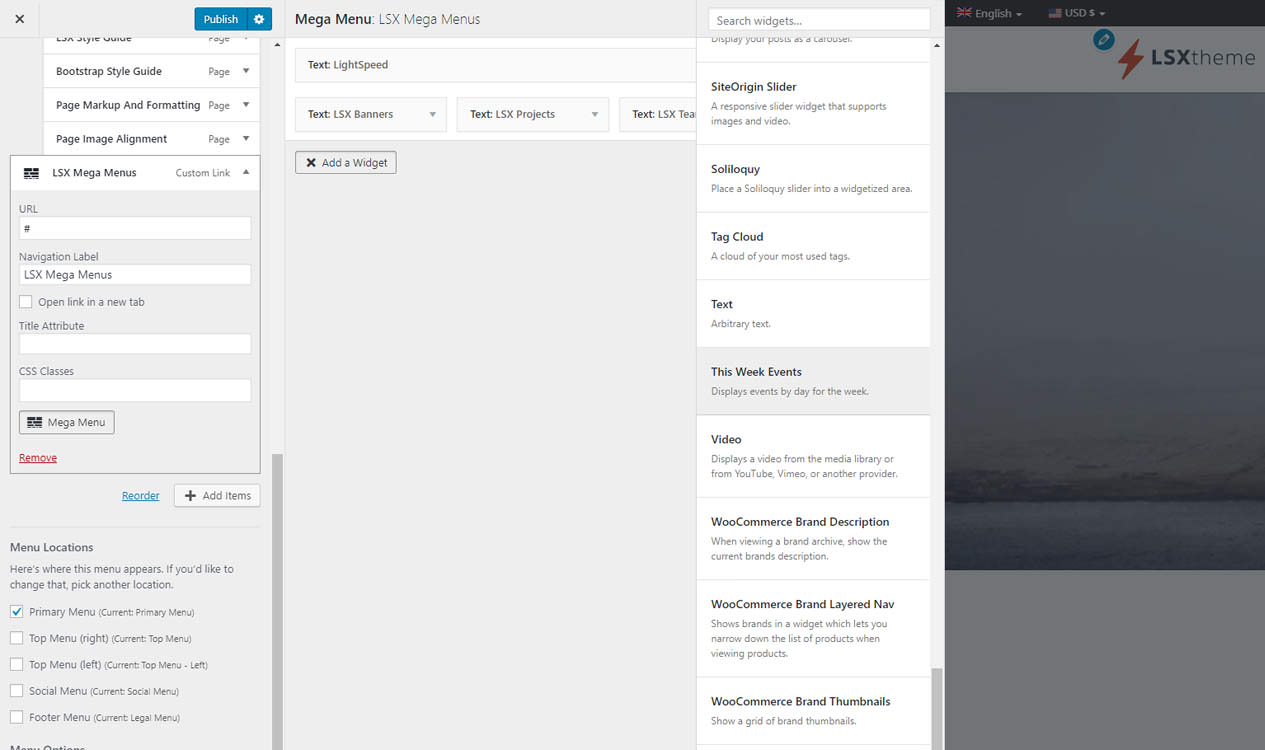 Publish
LSX Style Guide Page
Bootstrap Style Guide Page
Page Markup And Formatting Page
Page Image Alignment Page
LSX Mega Menus Custom Link
URL
#
Navigation Label
LSX Mega Menus
Open link in a new tab
Title Attribute
CSS Classes
Mega Menu
Remove
Reorder
Add Items
Menu Locations
Here's where this menu appears. If you'd like to
change that, pick another location.
Primary Menu (Current: Primary Menu)
Top Menu (right) (Current: Top Menu)
Top Menu (left) (Current: Top Menu - Left)
Social Menu (Current: Social Menu)
Footer Menu (Current: Legal Menu)
Menu Options
Mega Menu: LSX Mega Menus
Text: LightSpeed
Text: LSX Banners
Text: LSX Projects
Text: LSX Tea
Add a Widget
Search widgets…
Display your posts as a carousel.
SiteOrigin Slider
A responsive slider widget that supports
images and video.
Soliloquy
Place a Soliloquy slider into a widgetized area.
Tag Cloud
A cloud of your most used tags.
Text
Arbitrary text.
This Week Events
Displays events by day for the week.
Video
Displays a video from the media library or
from YouTube, Vimeo, or another provider.
WooCommerce Brand Description
When viewing a brand archive, show the
current brands description.
WooCommerce Brand Layered Nav
Shows brands in a widget which lets you
narrow down the list of products when
viewing products.
WooCommerce Brand Thumbnails
Show a grid of brand thumbnails.
English
USD $
LSXtheme